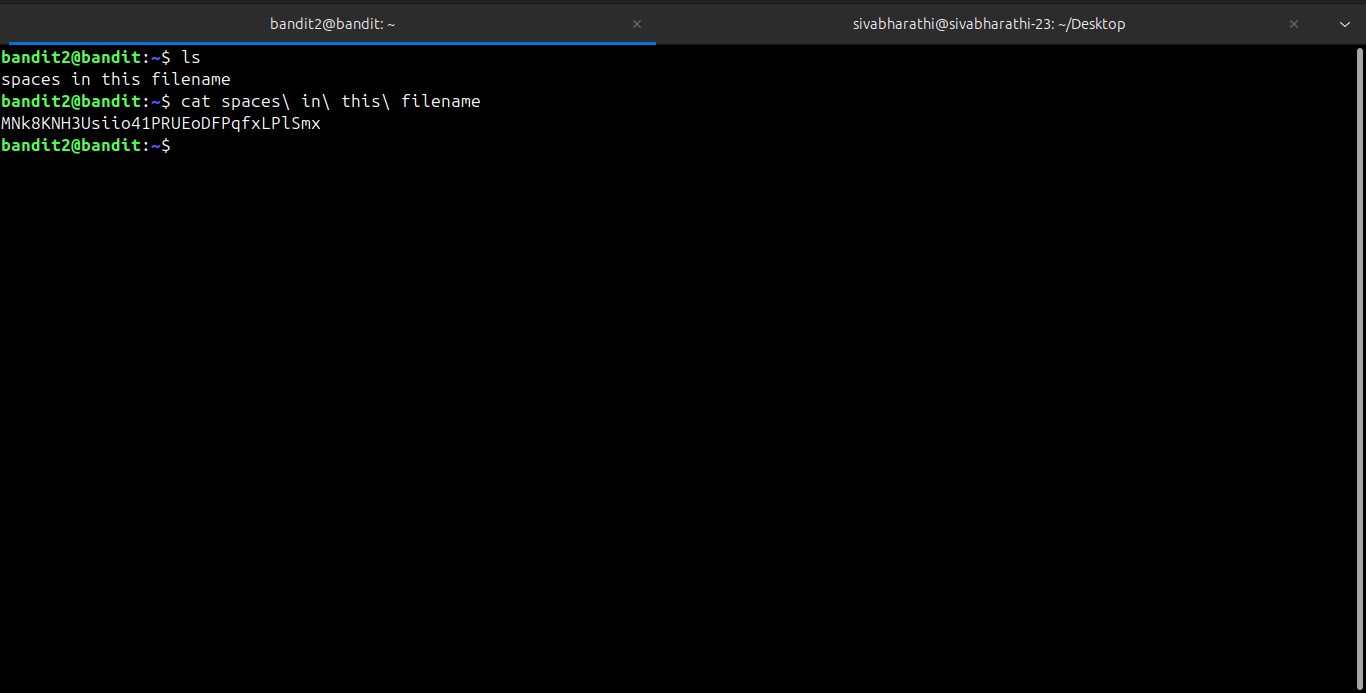 bandit2@bandit: ~ × sivabharathi@sivabharathi-23: ~/Desktop ×
bandit2@bandit:~$ ls
spaces in this filename
bandit2@bandit:~$ cat spaces\ in\ this\ filename
MNk8KNH3Usiio41PRUEoDFPqfxLPlSmx
bandit2@bandit:~$